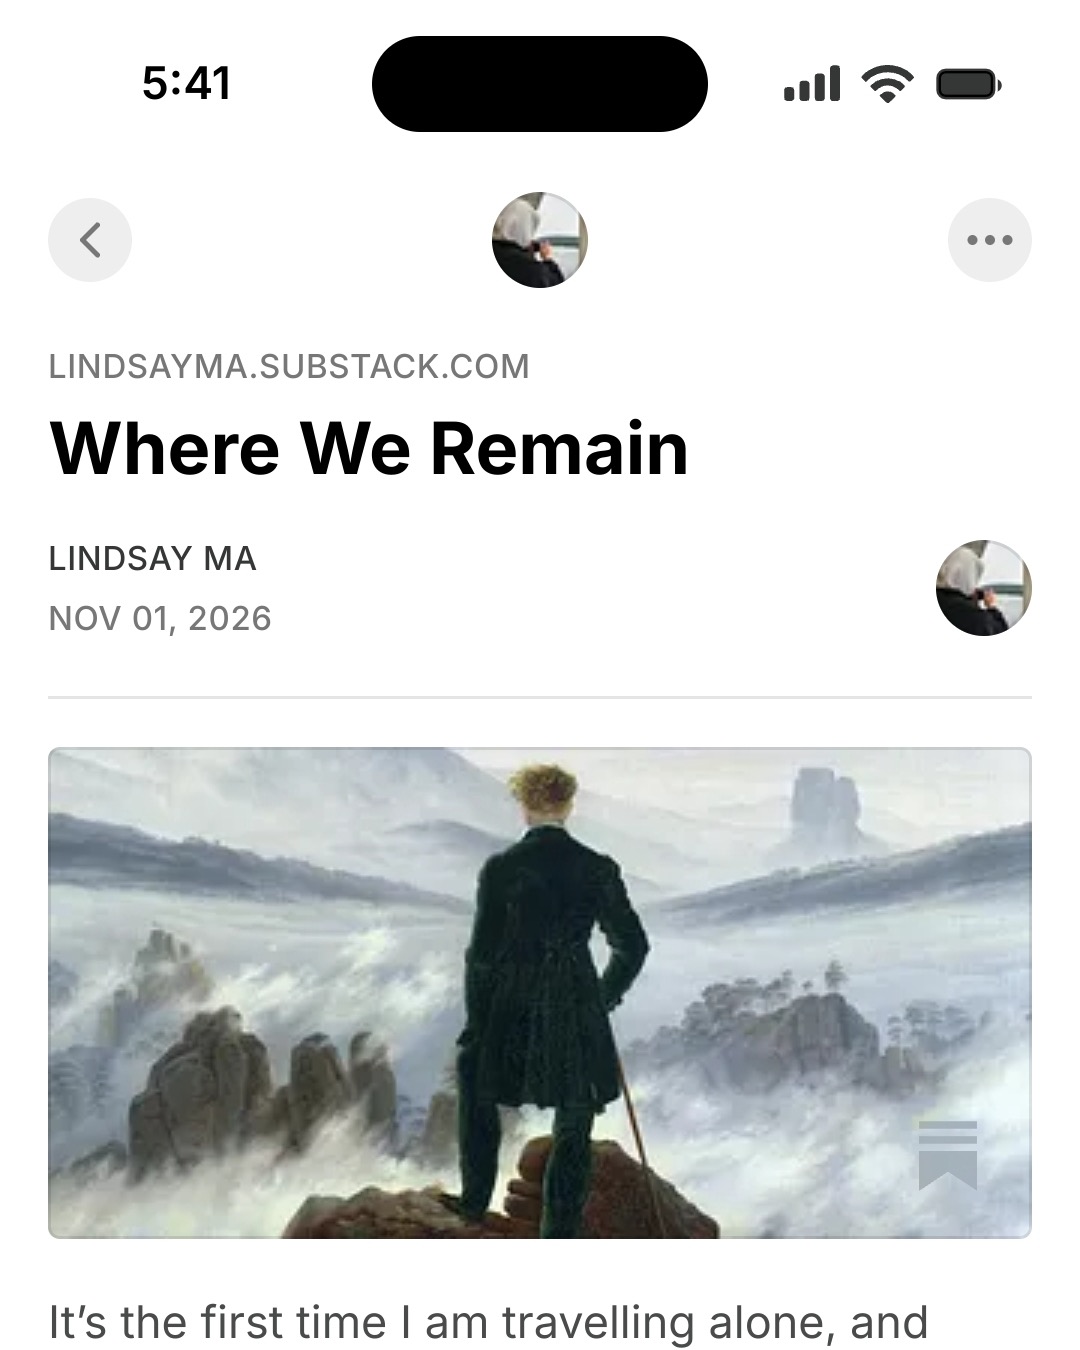 5:41
LINDSAYMA.SUBSTACK.COM
Where We Remain
LINDSAY MA
NOV 01, 2026
It’s the first time I am travelling alone, and